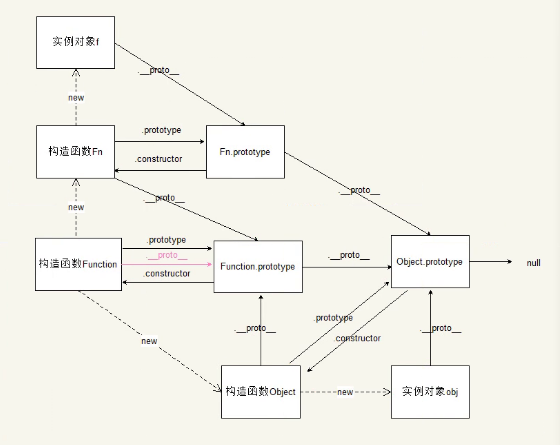 实例对象f
.__proto__
new
构造函数Fn
.prototype
.constructor
Fn.prototype
.__proto__
new
.__proto__
构造函数Function
.prototype
.__proto__
.constructor
Function.prototype
.__proto__
Object.prototype
null
new
.__proto__
.prototype
.constructor
.__proto__
构造函数Object
new
实例对象obj